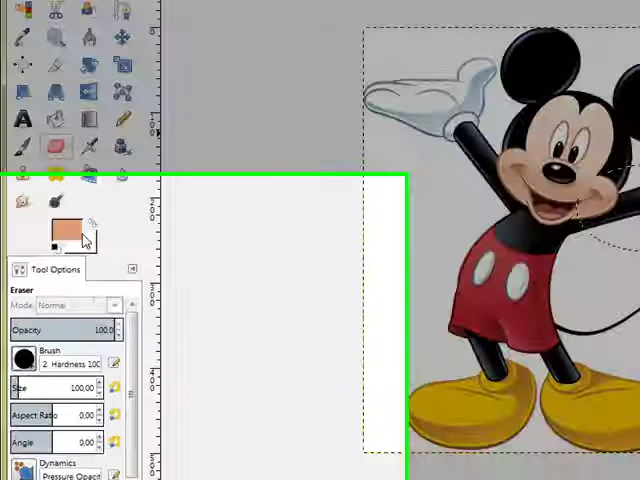 Tool Options
Eraser
Mode: Normal
Opacity 100,0
Brush
2. Hardness 100
Size 100,00
Aspect Ratio 0,00
Angle 0,00
Dynamics
Pressure Opacit